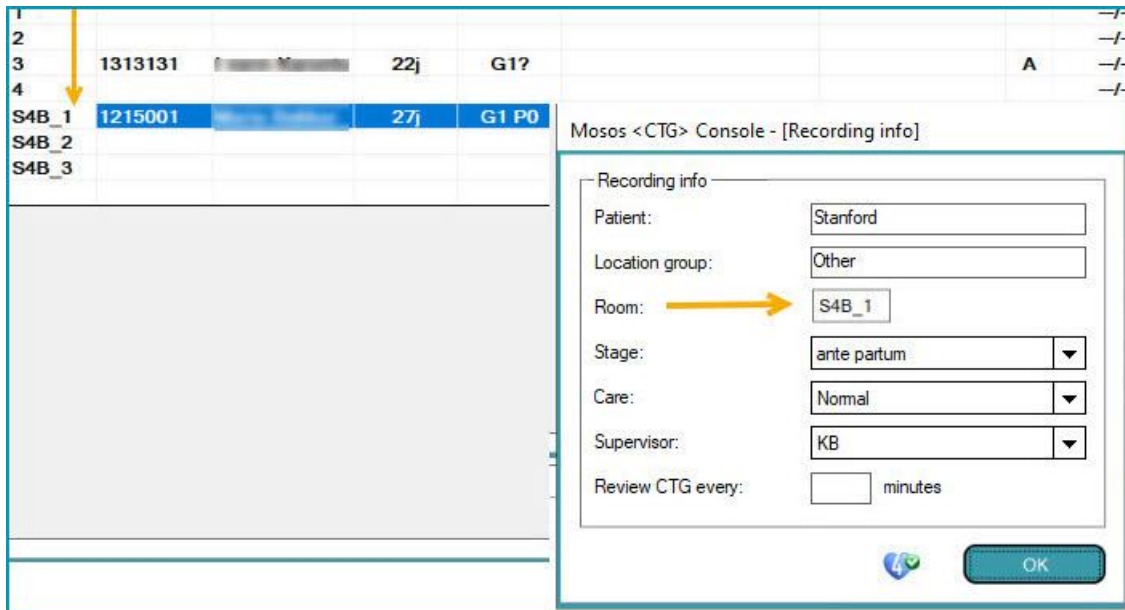 1 —/-
2 —/-
3 1313131 22j G1? A —/-
4 —/-
S4B_1 1215001 27j G1 P0
S4B_2
S4B_3
Mosos <CTG> Console - [Recording info]
Recording info
Patient: Stanford
Location group: Other
Room: S4B_1
Stage: ante partum
Care: Normal
Supervisor: KB
Review CTG every: minutes
4 OK